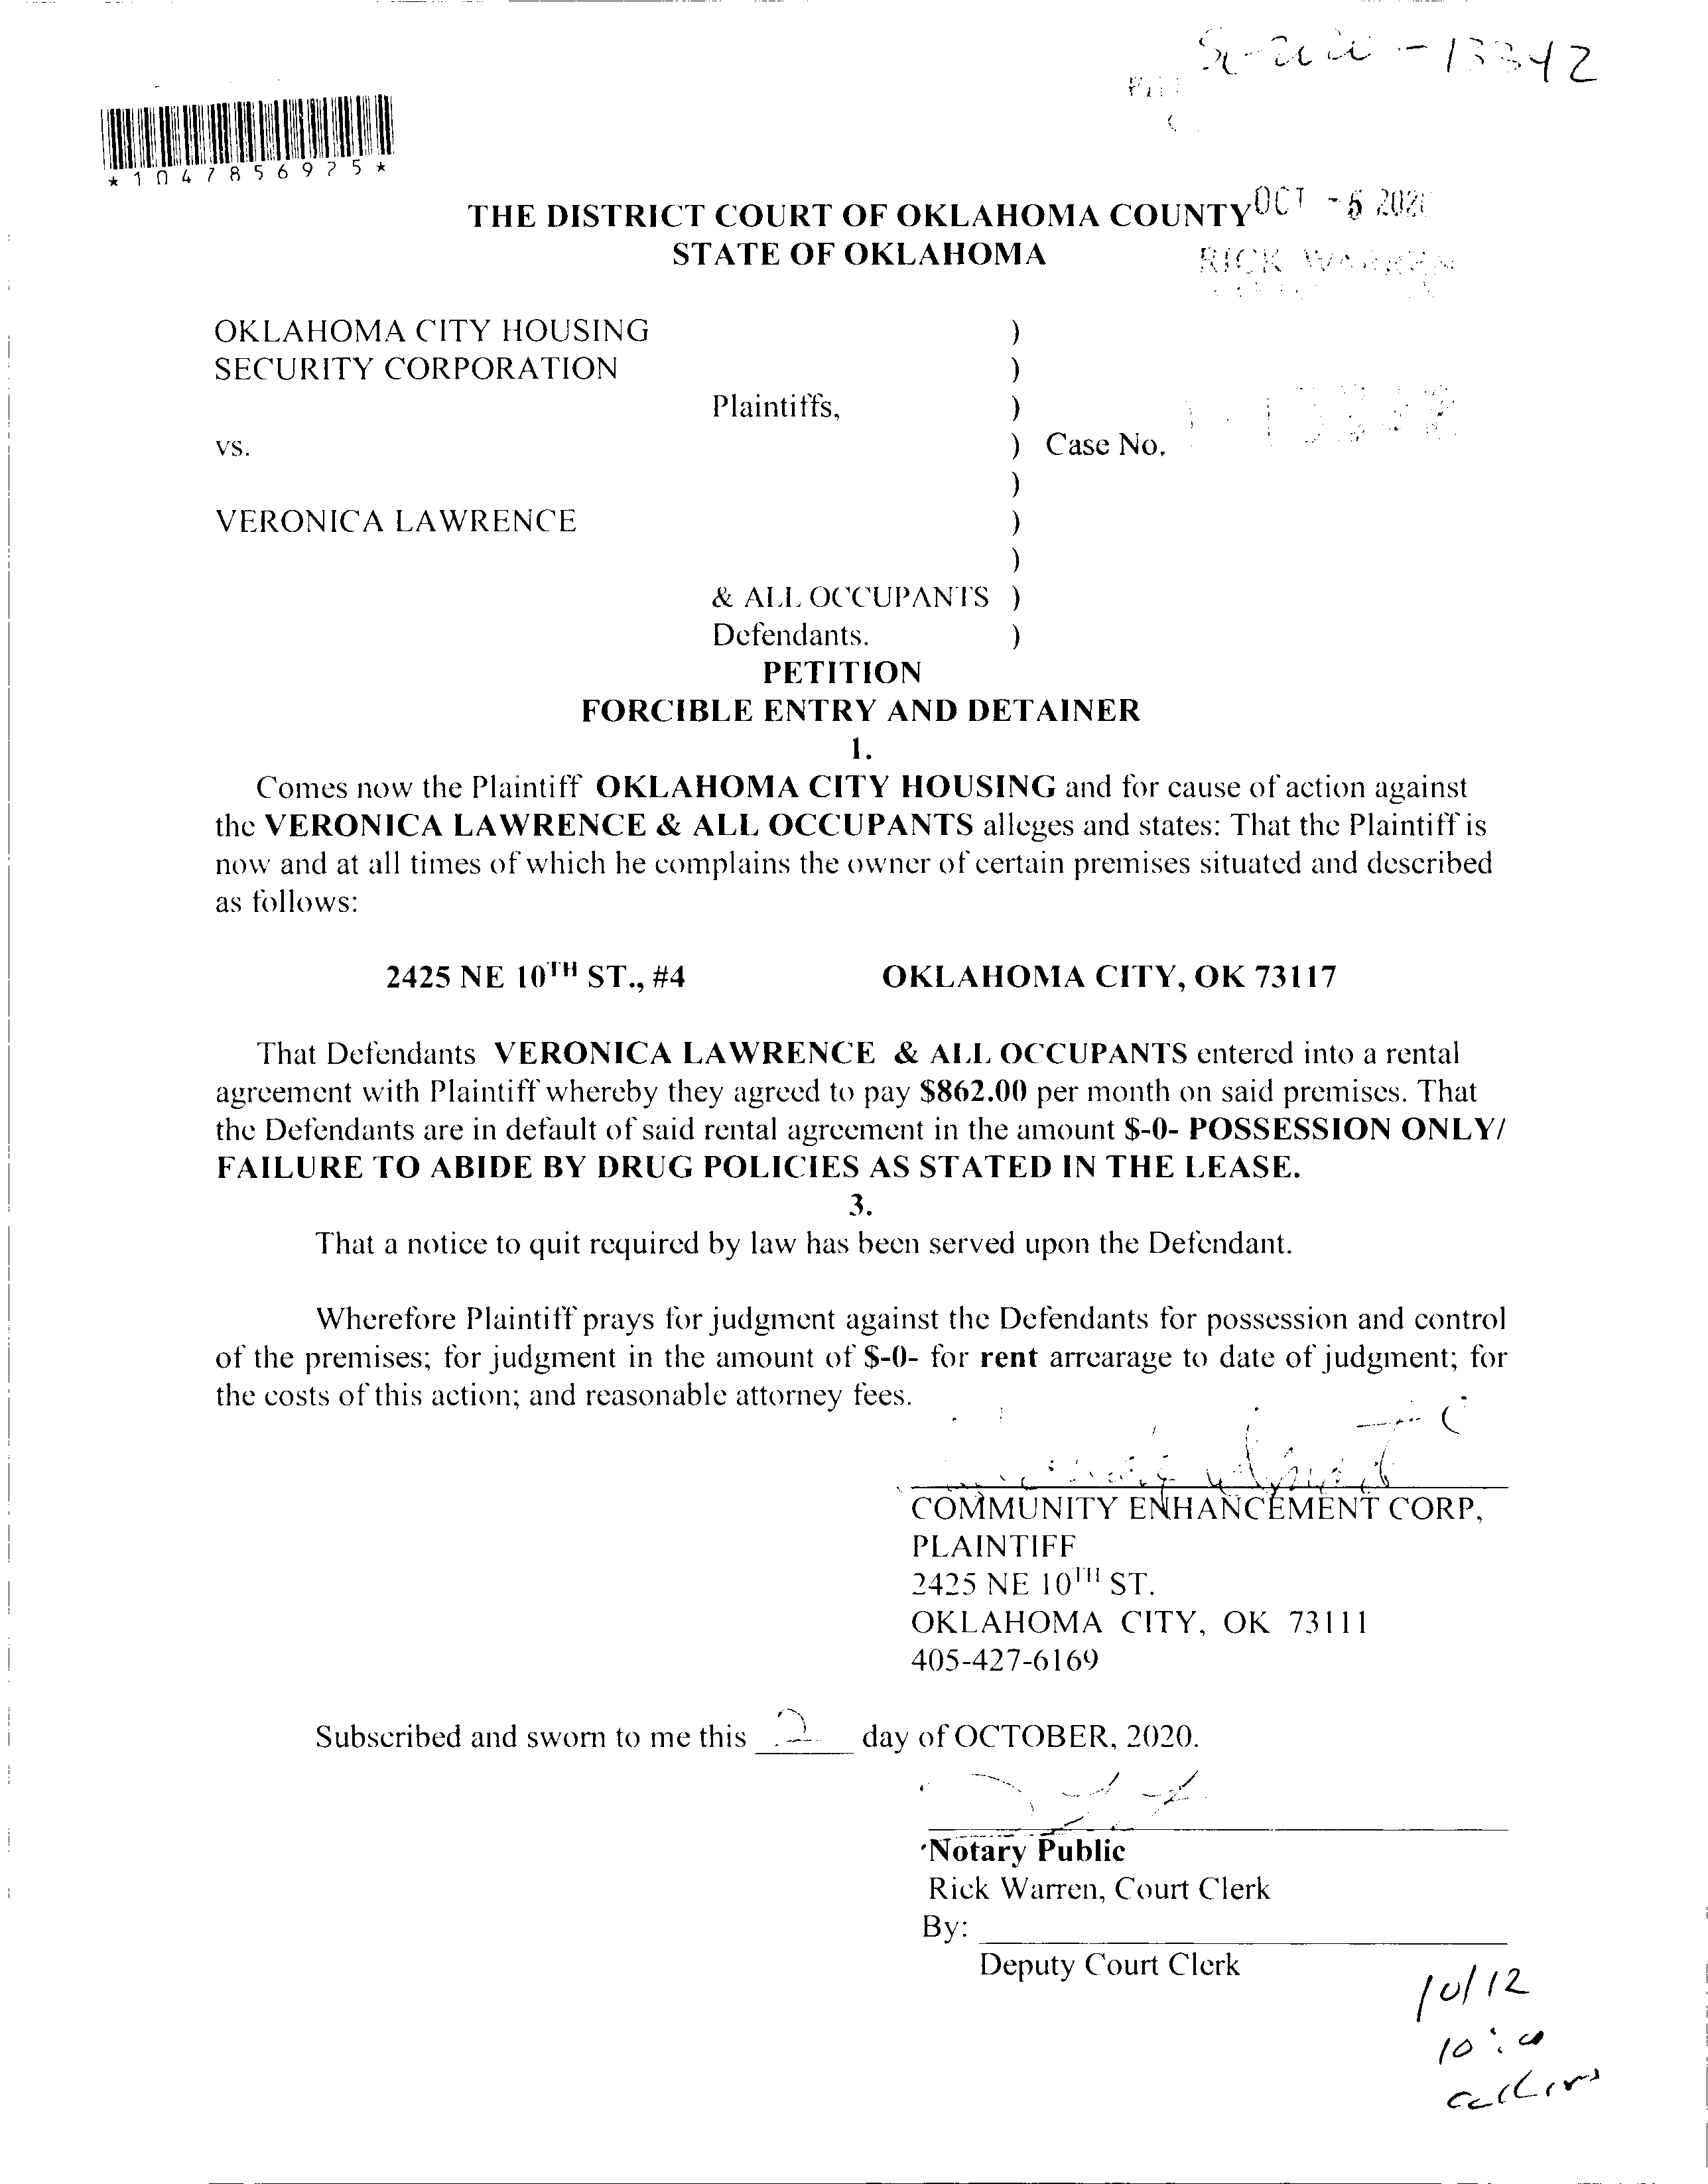 - 13342
*1047856925*
THE DISTRICT COURT OF OKLAHOMA COUNTY OCT - 5 2020
STATE OF OKLAHOMA
RICK WARREN
OKLAHOMA CITY HOUSING )
SECURITY CORPORATION )
Plaintiffs, )
vs. ) Case No.
)
VERONICA LAWRENCE )
)
& ALL OCCUPANTS )
Defendants. )
PETITION
FORCIBLE ENTRY AND DETAINER
1.
Comes now the Plaintiff OKLAHOMA CITY HOUSING and for cause of action against
the VERONICA LAWRENCE & ALL OCCUPANTS alleges and states: That the Plaintiff is
now and at all times of which he complains the owner of certain premises situated and described
as follows:
2425 NE 10TH ST., #4 OKLAHOMA CITY, OK 73117
That Defendants VERONICA LAWRENCE & ALL OCCUPANTS entered into a rental
agreement with Plaintiff whereby they agreed to pay $862.00 per month on said premises. That
the Defendants are in default of said rental agreement in the amount $-0- POSSESSION ONLY/
FAILURE TO ABIDE BY DRUG POLICIES AS STATED IN THE LEASE.
3.
That a notice to quit required by law has been served upon the Defendant.
Wherefore Plaintiff prays for judgment against the Defendants for possession and control
of the premises; for judgment in the amount of $-0- for rent arrearage to date of judgment; for
the costs of this action; and reasonable attorney fees.
COMMUNITY ENHANCEMENT CORP,
PLAINTIFF
2425 NE 10TH ST.
OKLAHOMA CITY, OK 73111
405-427-6169
Subscribed and sworn to me this 2 day of OCTOBER, 2020.
Notary Public
Rick Warren, Court Clerk
By:
Deputy Court Clerk
10/12